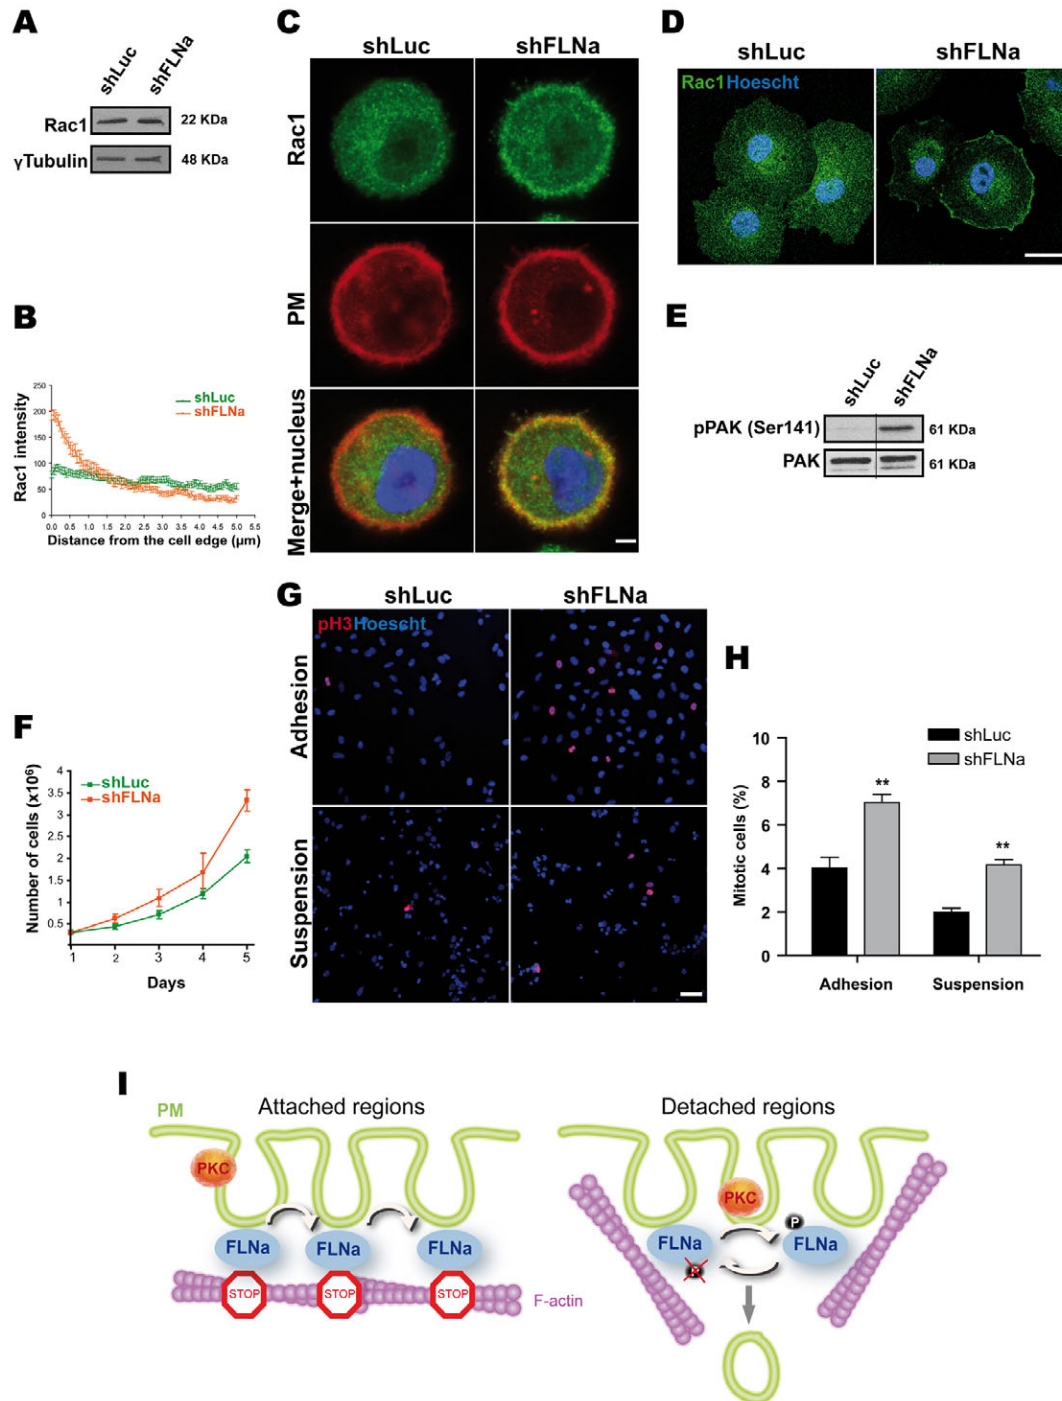 A
shLuc
shFLNa
Rac1
22 KDa
γTubulin
48 KDa
B
Rac1 intensity
250
200
150
100
50
0
shLuc
shFLNa
0.0 0.5 1.0 1.5 2.0 2.5 3.0 3.5 4.0 4.5 5.0 5.5
Distance from the cell edge (µm)
C
shLuc
shFLNa
Rac1
PM
Merge+nucleus
D
shLuc
shFLNa
Rac1Hoescht
E
shLuc
shFLNa
pPAK (Ser141)
61 KDa
PAK
61 KDa
F
Number of cells (x10⁶)
4
3.5
3
2.5
2
1.5
1
0.5
shLuc
shFLNa
1 2 3 4 5
Days
G
shLuc
shFLNa
pH3Hoescht
Adhesion
Suspension
H
Mitotic cells (%)
10
8
6
4
2
0
shLuc
shFLNa
**
**
Adhesion
Suspension
I
PM
Attached regions
Detached regions
PKC
FLNa
FLNa
FLNa
STOP
STOP
STOP
F-actin
PKC
P
FLNa
FLNa
P